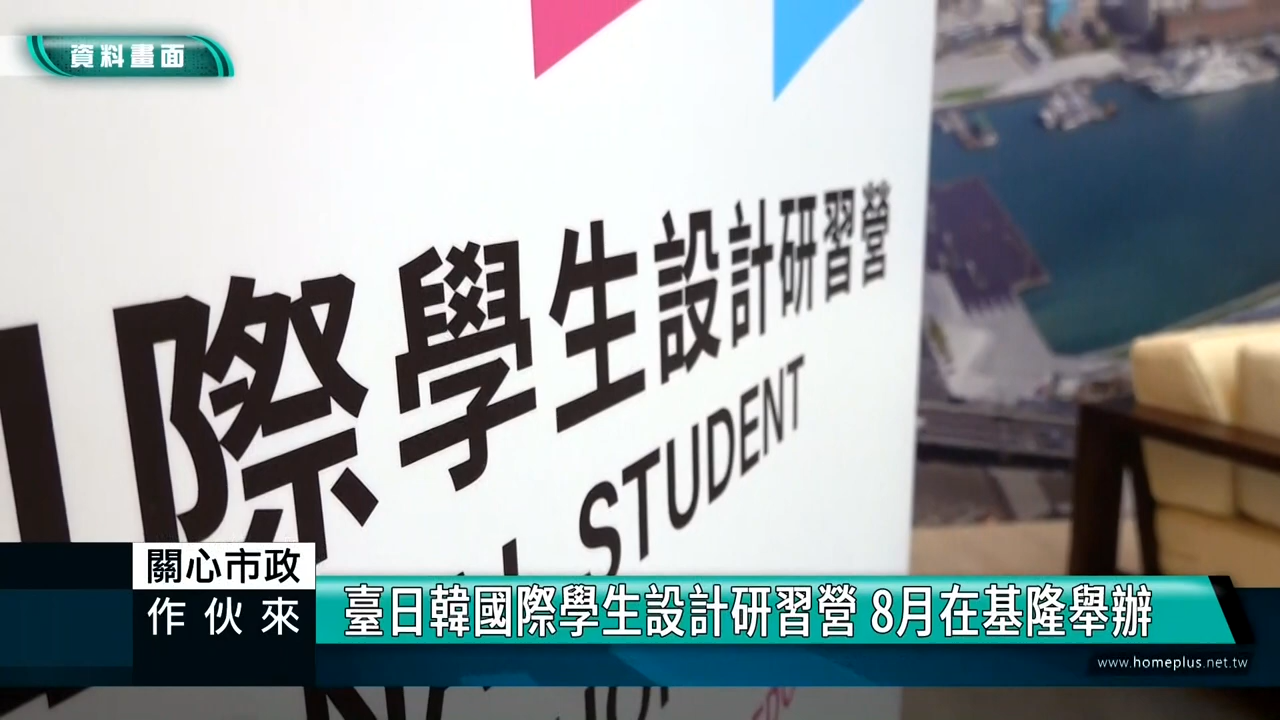 資料畫面
際學生設計研習營
STUDENT
關心市政
作伙來
臺日韓國際學生設計研習營 8月在基隆舉辦
www.homeplus.net.tw